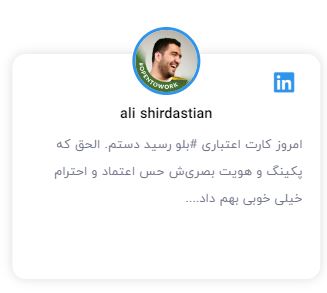 #OPENTOWORK
in
ali shirdastian
امروز کارت اعتباری #بلو رسید دستم. الحق که
پکینگ و هویت بصری‌ش حس اعتماد و احترام
خیلی خوبی بهم داد....